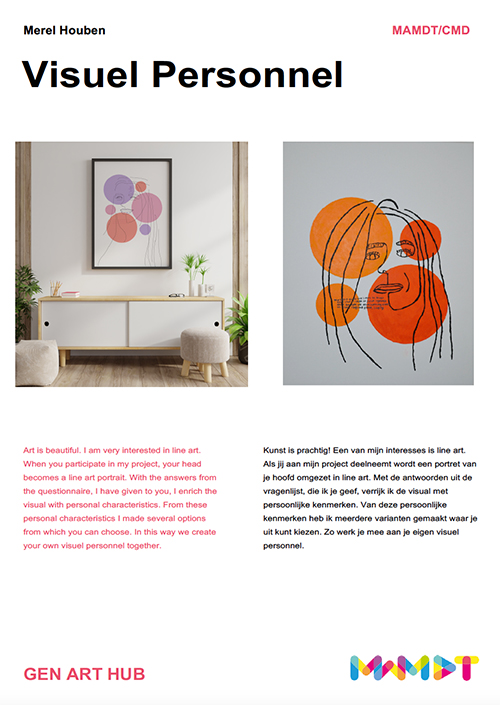 Merel Houben
MAMDT/CMD
Visuel Personnel
Art is beautiful. I am very interested in line art.
When you participate in my project, your head
becomes a line art portrait. With the answers from
the questionnaire, I have given to you, I enrich the
visual with personal characteristics. From these
personal characteristics I made several options
from which you can choose. In this way we create
your own visuel personnel together.
Kunst is prachtig! Een van mijn interesses is line art.
Als jij aan mijn project deelneemt wordt een portret van
je hoofd omgezet in line art. Met de antwoorden uit de
vragenlijst, die ik je geef, verrijk ik de visual met
persoonlijke kenmerken. Van deze persoonlijke
kenmerken heb ik meerdere varianten gemaakt waar je
uit kunt kiezen. Zo werk je mee aan je eigen visuel
personnel.
GEN ART HUB
MAMDT